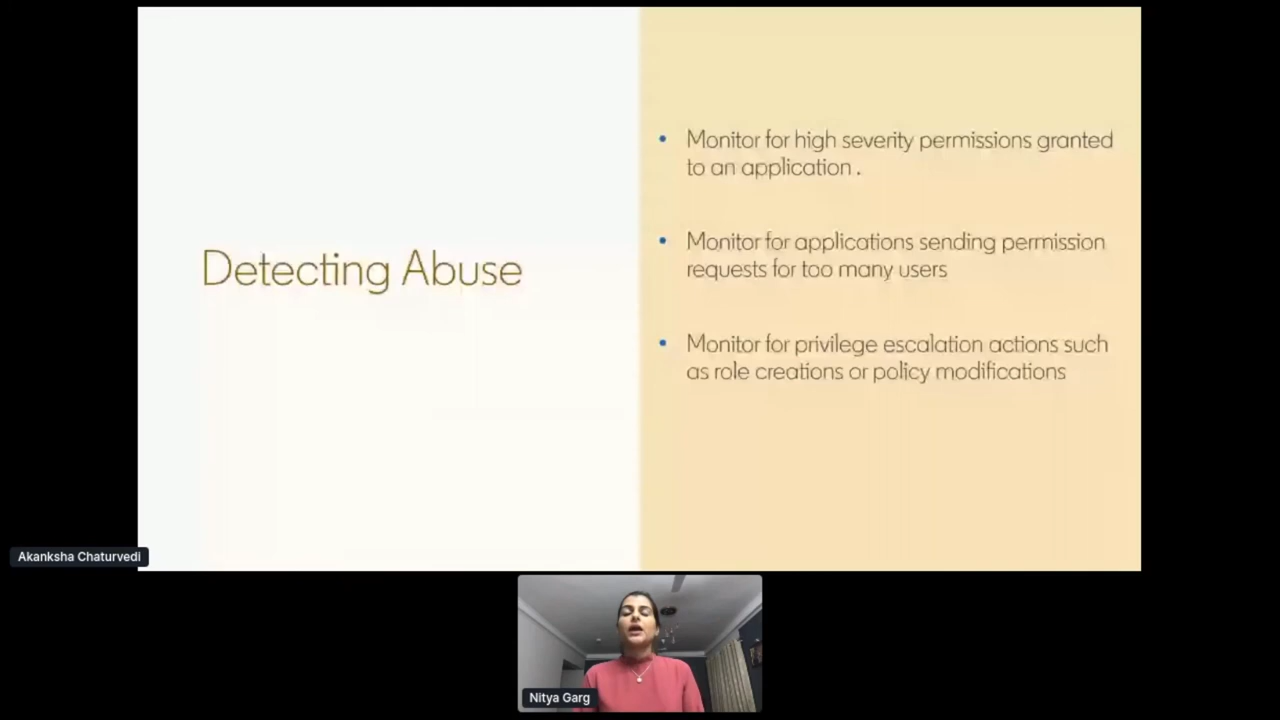 Detecting Abuse
• Monitor for high severity permissions granted
to an application .
• Monitor for applications sending permission
requests for too many users
• Monitor for privilege escalation actions such
as role creations or policy modifications
Akanksha Chaturvedi
Nitya Garg